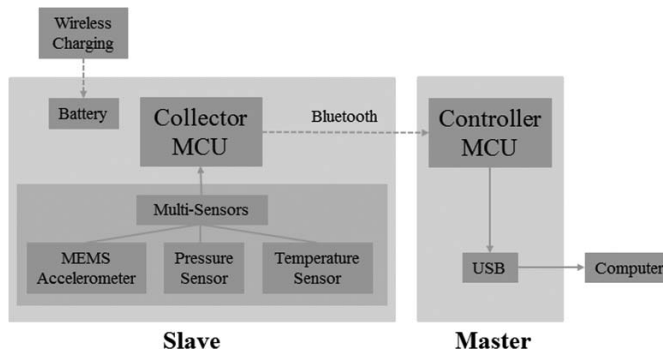 Wireless
Charging
Battery
Collector
MCU
Bluetooth
Controller
MCU
Multi-Sensors
MEMS
Accelerometer
Pressure
Sensor
Temperature
Sensor
USB
Computer
Slave
Master